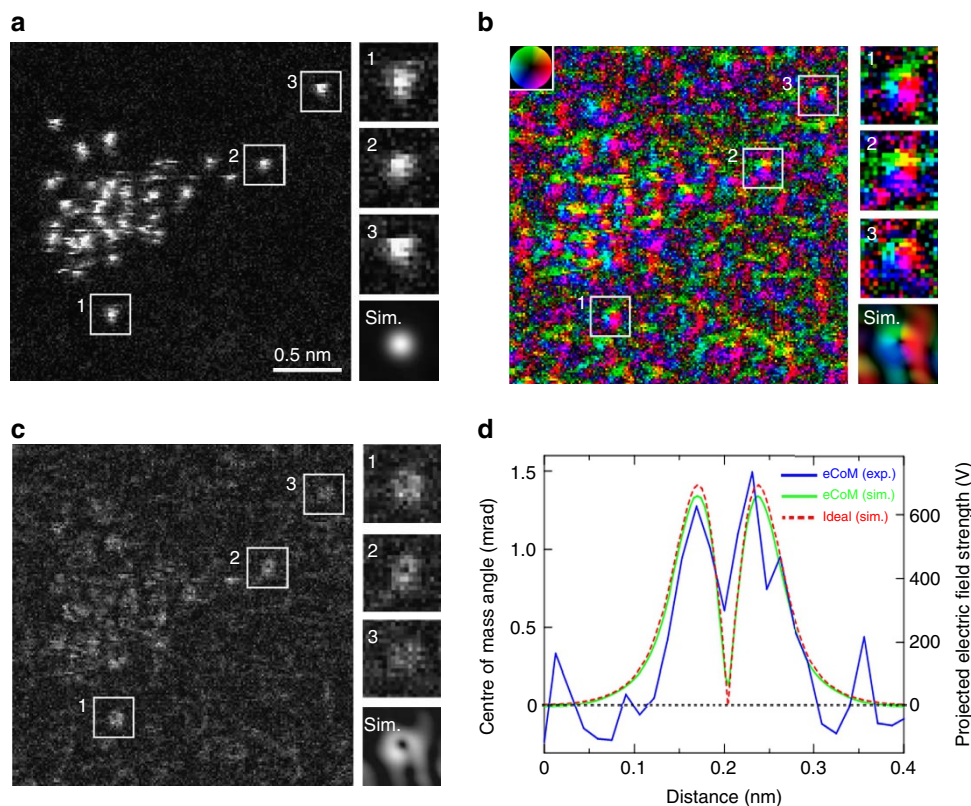 a
1
2
3
3
2
1
Sim.
0.5 nm
b
1
2
3
3
2
1
Sim.
c
1
2
3
3
2
1
Sim.
d
eCoM (exp.)
eCoM (sim.)
Ideal (sim.)
Centre of mass angle (mrad)
1.5
1.0
0.5
0
Projected electric field strength (V)
600
400
200
0
0 0.1 0.2 0.3 0.4
Distance (nm)